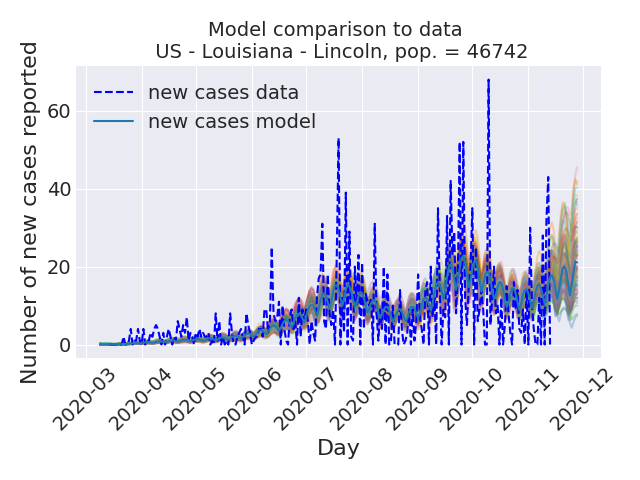 Model comparison to data
US - Louisiana - Lincoln, pop. = 46742
Number of new cases reported
60
40
20
0
new cases data
new cases model
2020-03
2020-04
2020-05
2020-06
2020-07
2020-08
2020-09
2020-10
2020-11
2020-12
Day